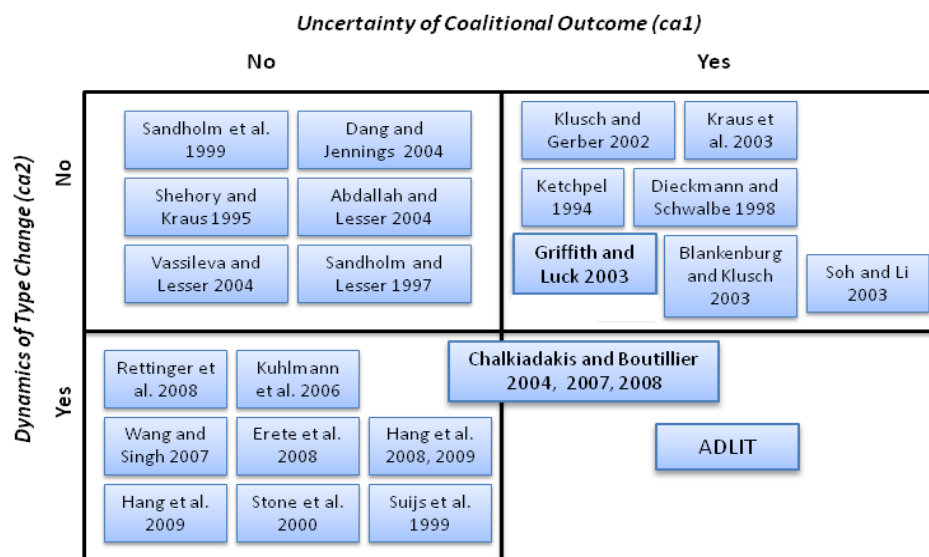 Uncertainty of Coalitional Outcome (ca1)
No
Yes
Dynamics of Type Change (ca2)
No
Sandholm et al.
1999
Dang and
Jennings 2004
Shehory and
Kraus 1995
Abdallah and
Lesser 2004
Vassileva and
Lesser 2004
Sandholm and
Lesser 1997
Klusch and
Gerber 2002
Kraus et
al. 2003
Ketchpel
1994
Dieckmann and
Schwalbe 1998
Griffith and
Luck 2003
Blankenburg
and Klusch
2003
Soh and Li
2003
Yes
Rettinger et
al. 2008
Kuhlmann
et al. 2006
Wang and
Singh 2007
Erete et al.
2008
Hang et al.
2008, 2009
Hang et al.
2009
Stone et al.
2000
Suijs et al.
1999
Chalkiadakis and Boutillier
2004, 2007, 2008
ADLIT